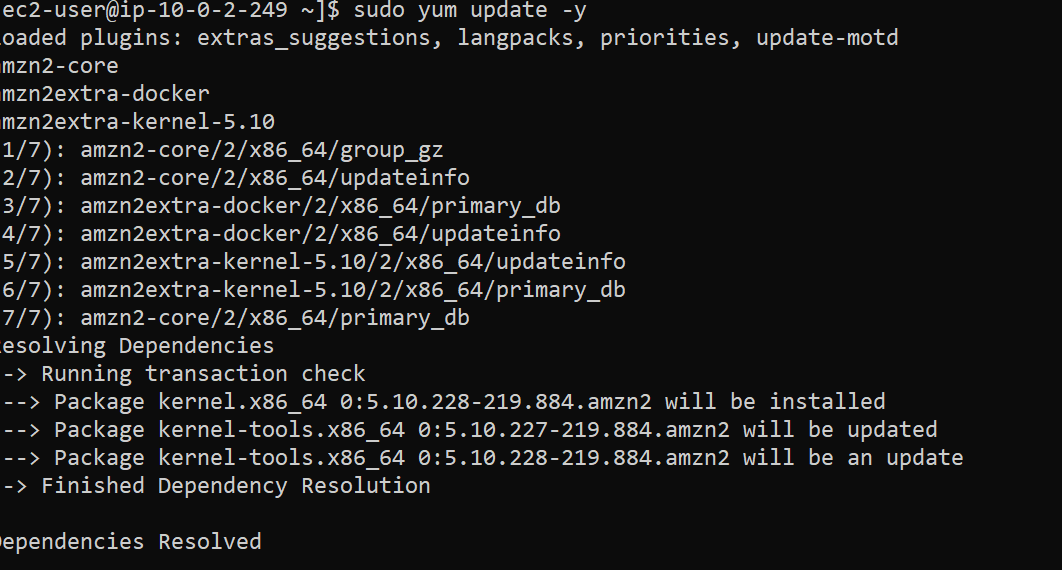 ec2-user@ip-10-0-2-249 ~]$ sudo yum update -y
oaded plugins: extras_suggestions, langpacks, priorities, update-motd
mzn2-core
mzn2extra-docker
mzn2extra-kernel-5.10
1/7): amzn2-core/2/x86_64/group_gz
2/7): amzn2-core/2/x86_64/updateinfo
3/7): amzn2extra-docker/2/x86_64/primary_db
4/7): amzn2extra-docker/2/x86_64/updateinfo
5/7): amzn2extra-kernel-5.10/2/x86_64/updateinfo
6/7): amzn2extra-kernel-5.10/2/x86_64/primary_db
7/7): amzn2-core/2/x86_64/primary_db
esolving Dependencies
-> Running transaction check
--> Package kernel.x86_64 0:5.10.228-219.884.amzn2 will be installed
--> Package kernel-tools.x86_64 0:5.10.227-219.884.amzn2 will be updated
--> Package kernel-tools.x86_64 0:5.10.228-219.884.amzn2 will be an update
-> Finished Dependency Resolution
ependencies Resolved